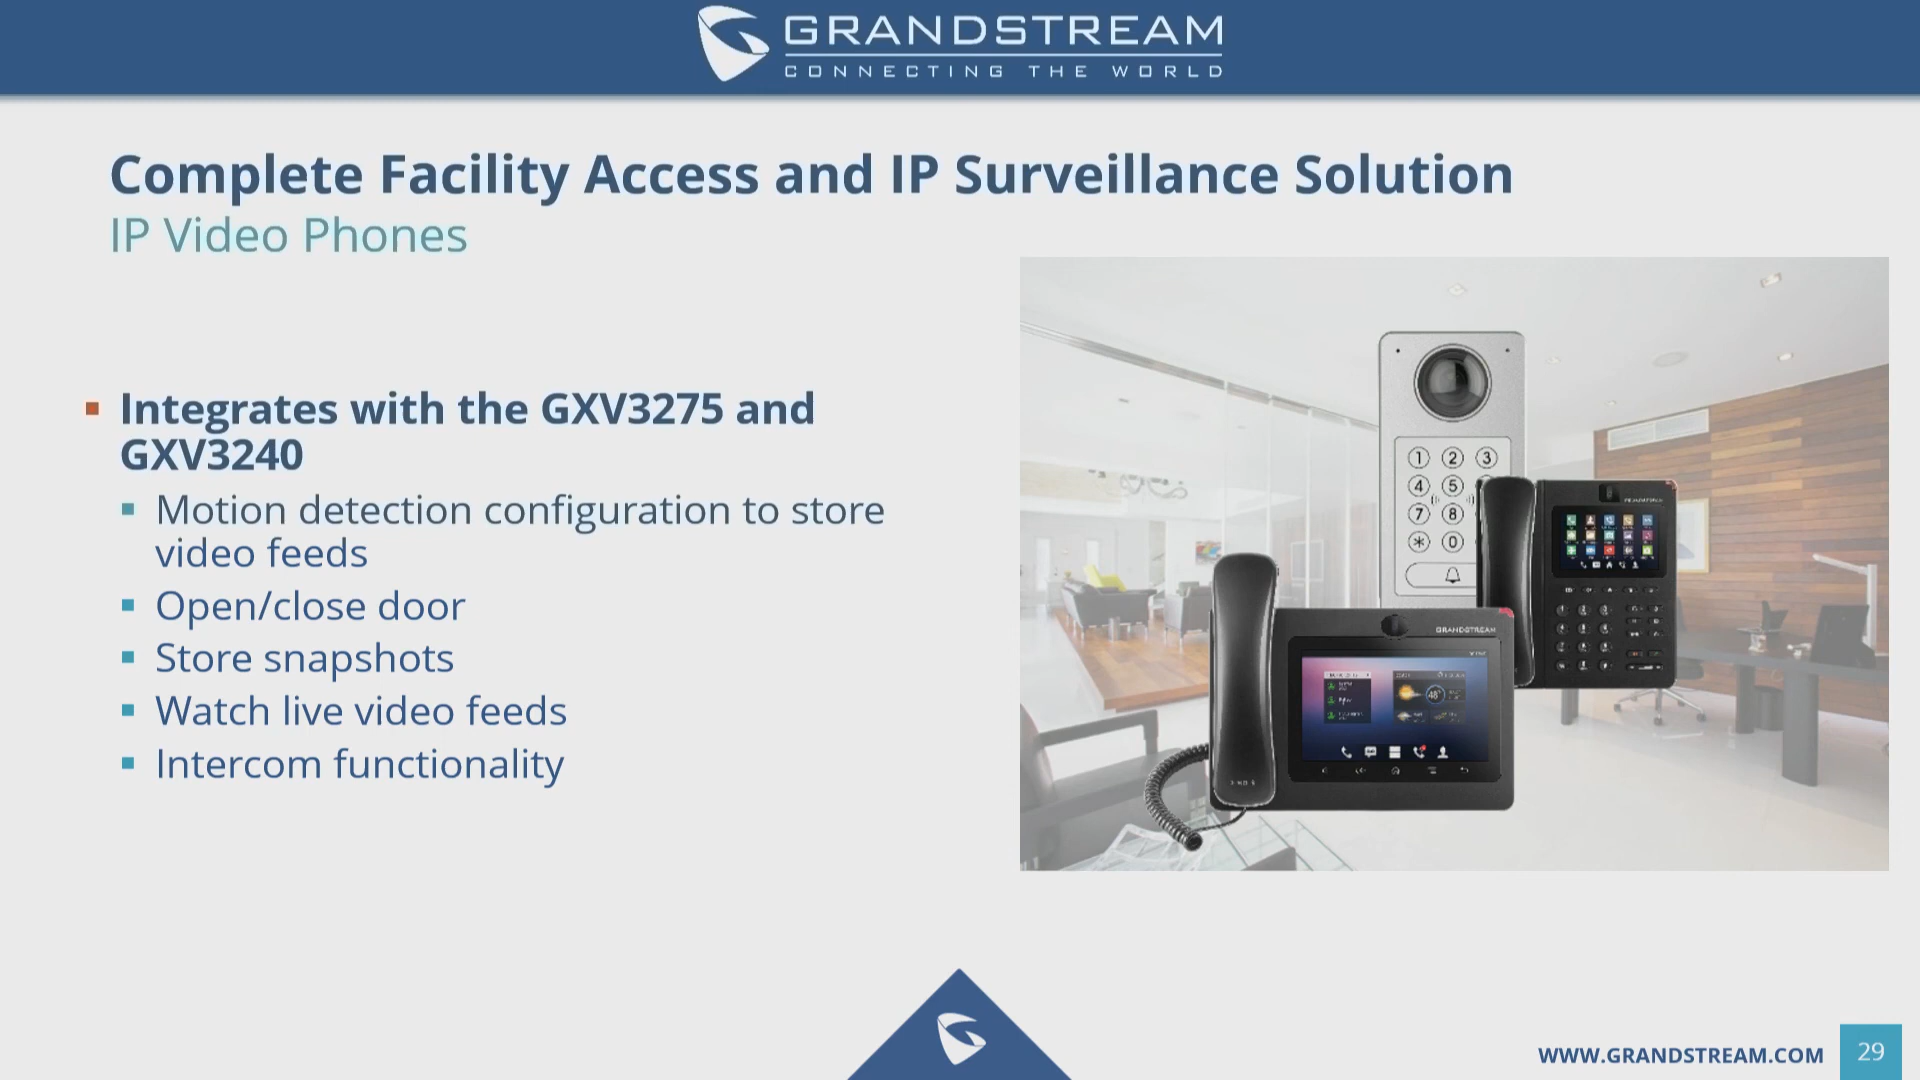 GRANDSTREAM
CONNECTING THE WORLD
Complete Facility Access and IP Surveillance Solution
IP Video Phones
Integrates with the GXV3275 and
GXV3240
Motion detection configuration to store
video feeds
Open/close door
Store snapshots
Watch live video feeds
Intercom functionality
1 2 3
4 5
7 8
* 0
GRANDSTREAM
48°
WWW.GRANDSTREAM.COM
29